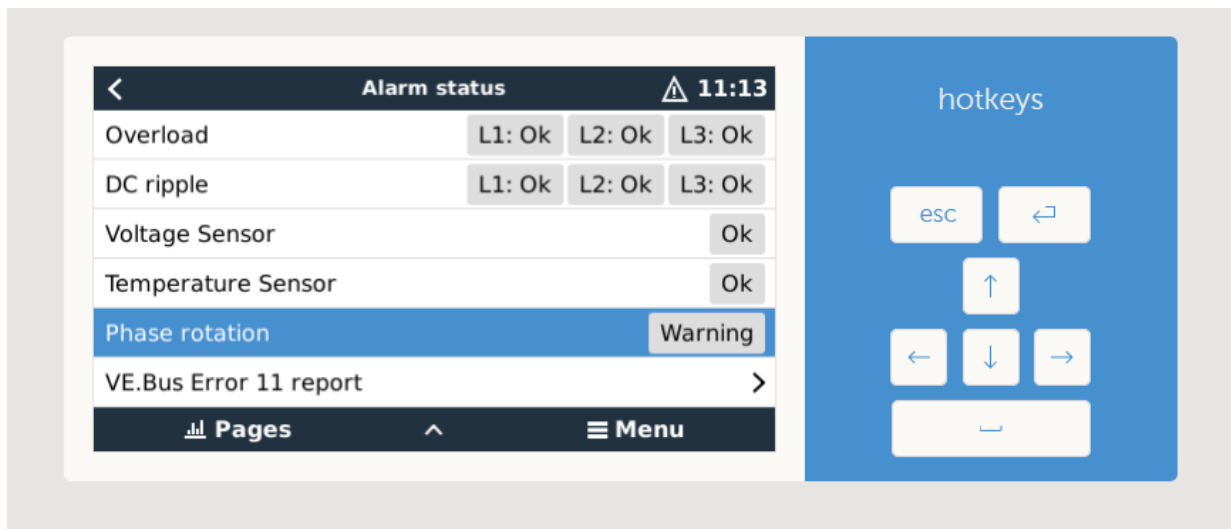 Alarm status 11:13
hotkeys
Overload L1: Ok L2: Ok L3: Ok
DC ripple L1: Ok L2: Ok L3: Ok
Voltage Sensor Ok
Temperature Sensor Ok
Phase rotation Warning
VE.Bus Error 11 report
Pages Menu
esc